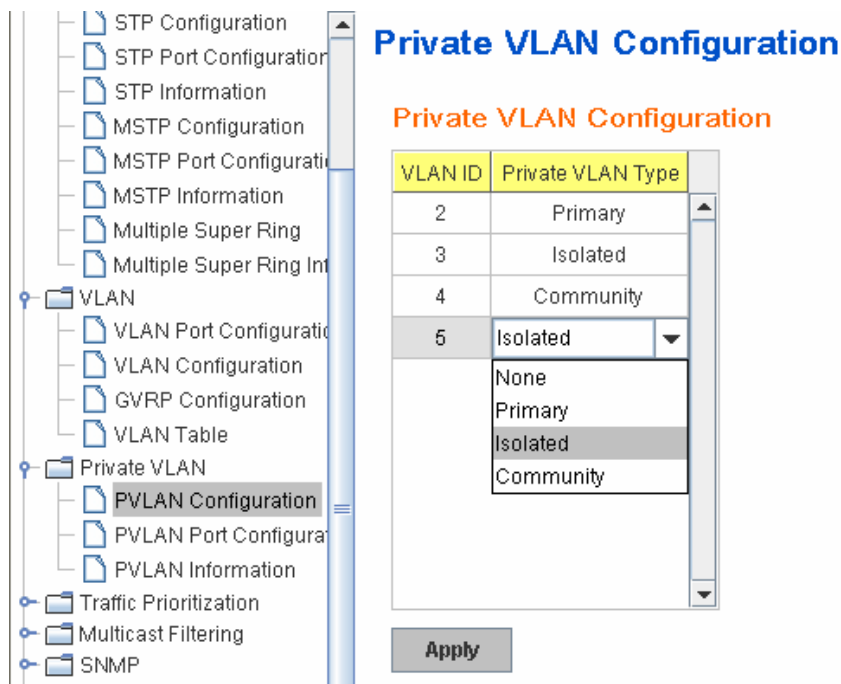 STP Configuration
STP Port Configuration
STP Information
MSTP Configuration
MSTP Port Configurati
MSTP Information
Multiple Super Ring
Multiple Super Ring Inf
VLAN
VLAN Port Configuratio
VLAN Configuration
GVRP Configuration
VLAN Table
Private VLAN
PVLAN Configuration
PVLAN Port Configurat
PVLAN Information
Traffic Prioritization
Multicast Filtering
SNMP
Private VLAN Configuration
Private VLAN Configuration
VLAN ID Private VLAN Type
2 Primary
3 Isolated
4 Community
5 Isolated
None
Primary
Isolated
Community
Apply